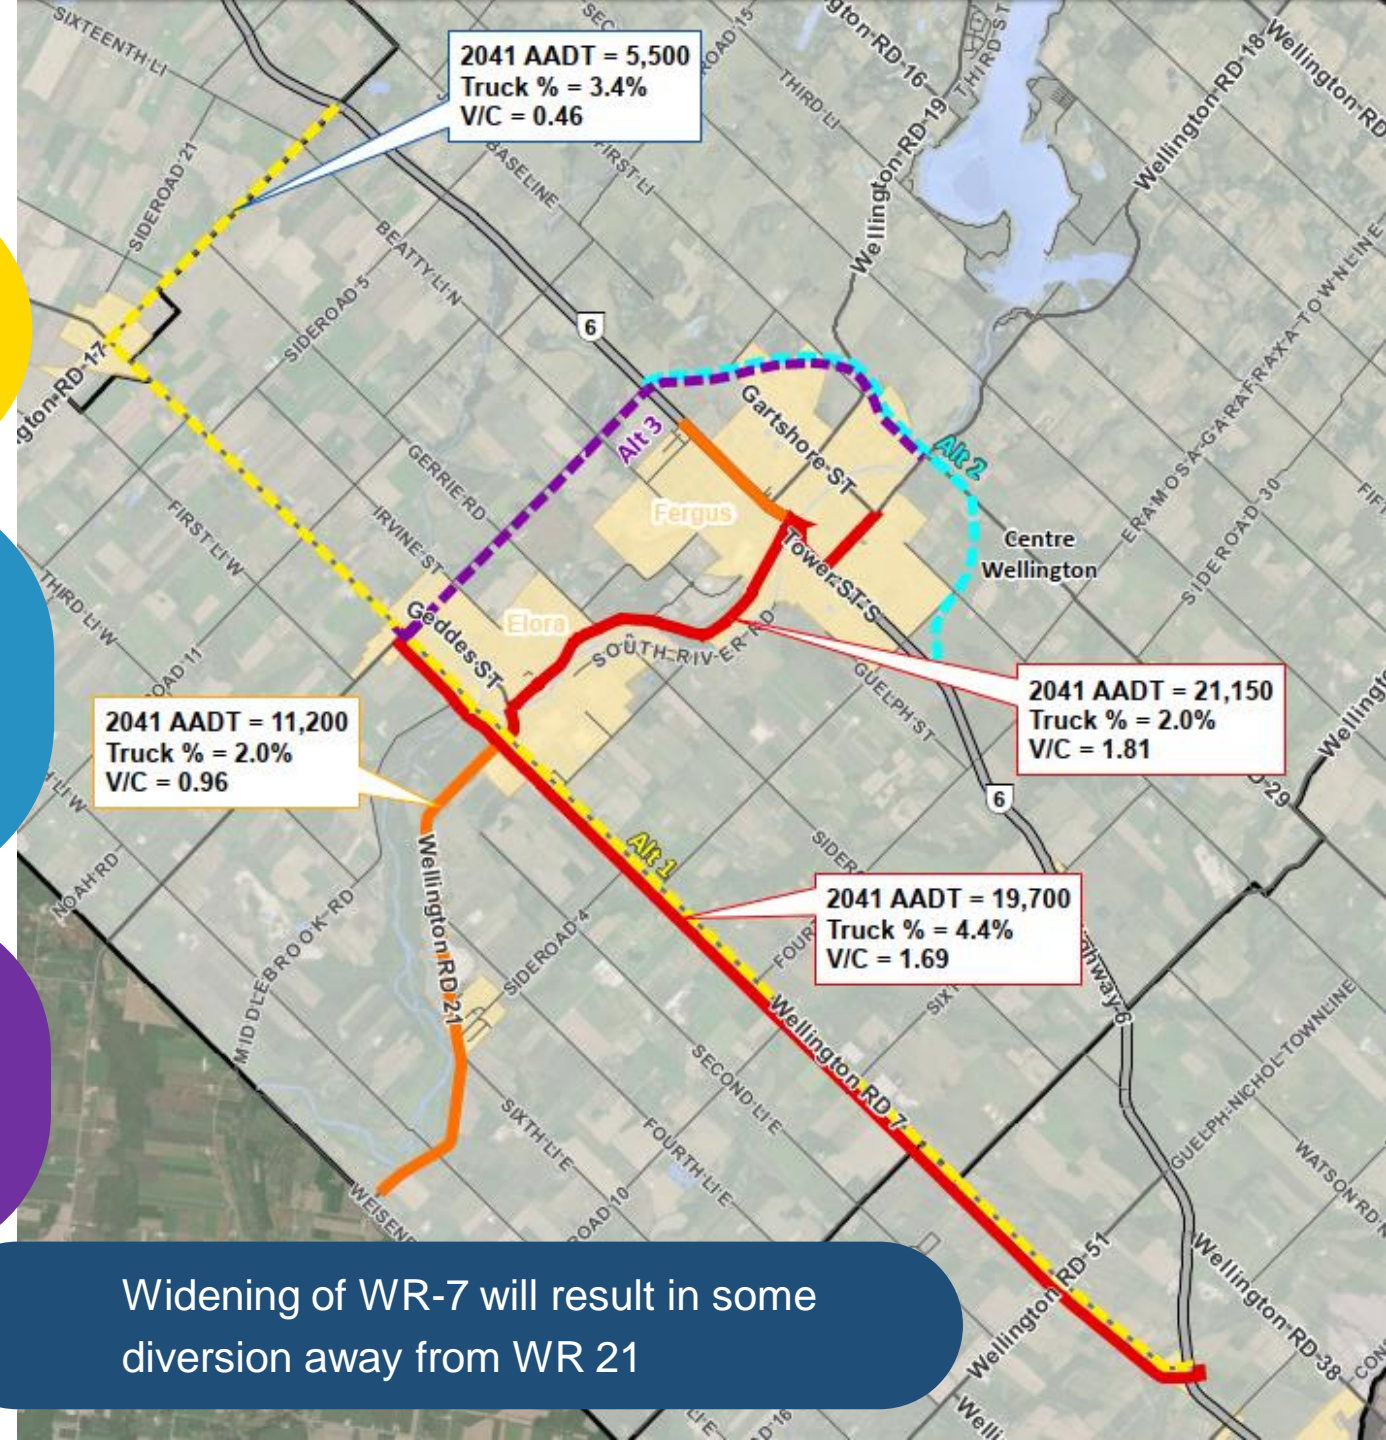 SIXTEENTH LI
2041 AADT = 5,500
Truck % = 3.4%
V/C = 0.46
THIRD LI
Wellington RD 19
THIRD ST
Wellington RD 18
SIDEROAD 21
BASELINE
FIRST LI
BEATTY LI N
SIDEROAD 5
6
ERAMOSA-GARAFRAXA TOWNLINE
Gartshore ST
Alt 3
Alt 2
GERRIE RD
Fergus
FIRST LI W
IRVINE ST
Tower ST S
Centre
Wellington
SIDEROAD 30
THIRD LI W
Geddes ST
Elora
SOUTH RIVER RD
GUELPH ST
2041 AADT = 11,200
Truck % = 2.0%
V/C = 0.96
2041 AADT = 21,150
Truck % = 2.0%
V/C = 1.81
6
Alt 1
NOAH RD
Wellington RD 21
MIDDLEBROOK RD
SIDEROAD 4
2041 AADT = 19,700
Truck % = 4.4%
V/C = 1.69
Wellington RD 7
SECOND LI E
GUELPH-NICHOL TOWNLINE
SIXTH LI E
FOURTH LI E
WATSON RD N
Wellington RD 51
Wellington RD 38
Widening of WR-7 will result in some
diversion away from WR 21